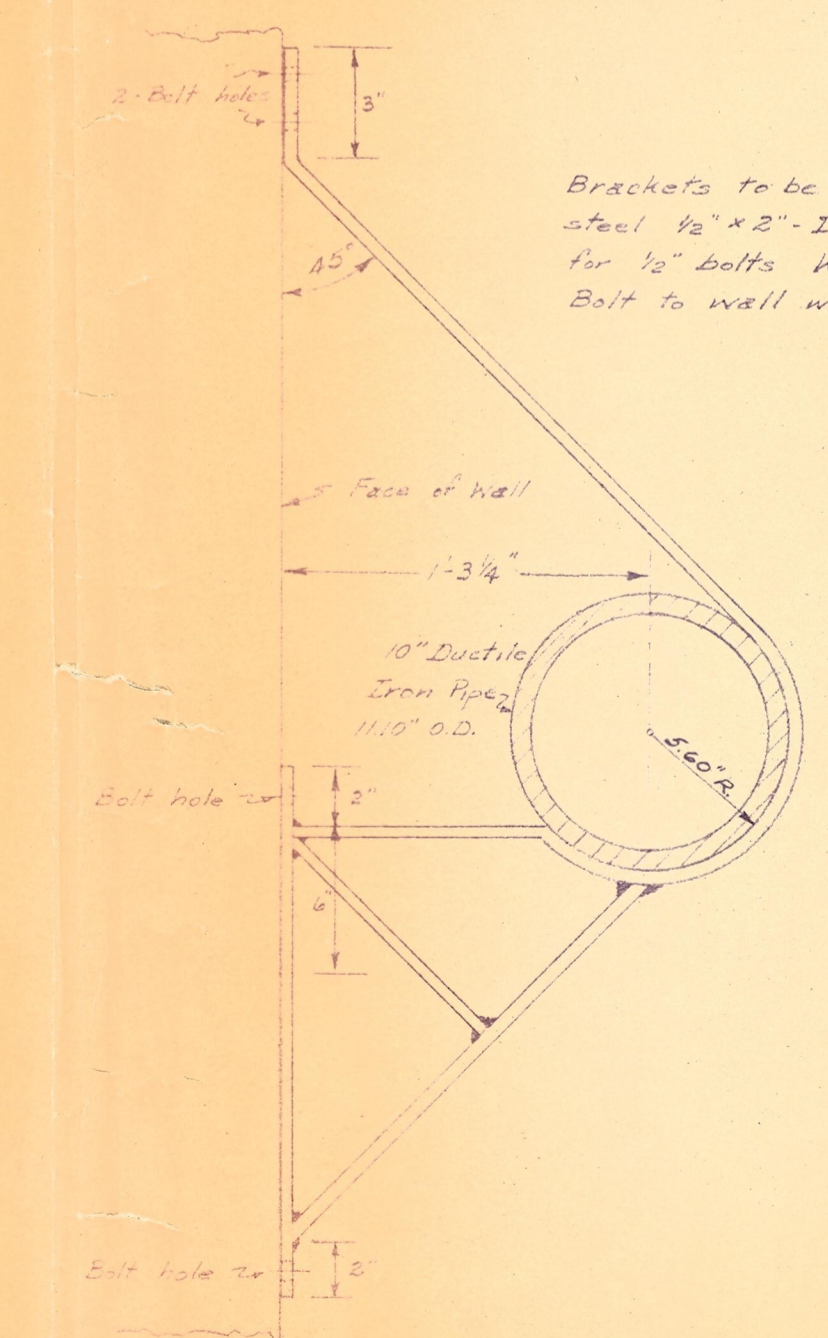 2-Bolt holes
3"
Brackets to be
steel 1/2" x 2" -
for 1/2" bolts
Bolt to wall
45°
Face of Wall
1'-3 1/4"
10" Ductile
Iron Pipe
11.10" O.D.
5.60" R.
Bolt hole
2"
6"
Bolt hole
2"